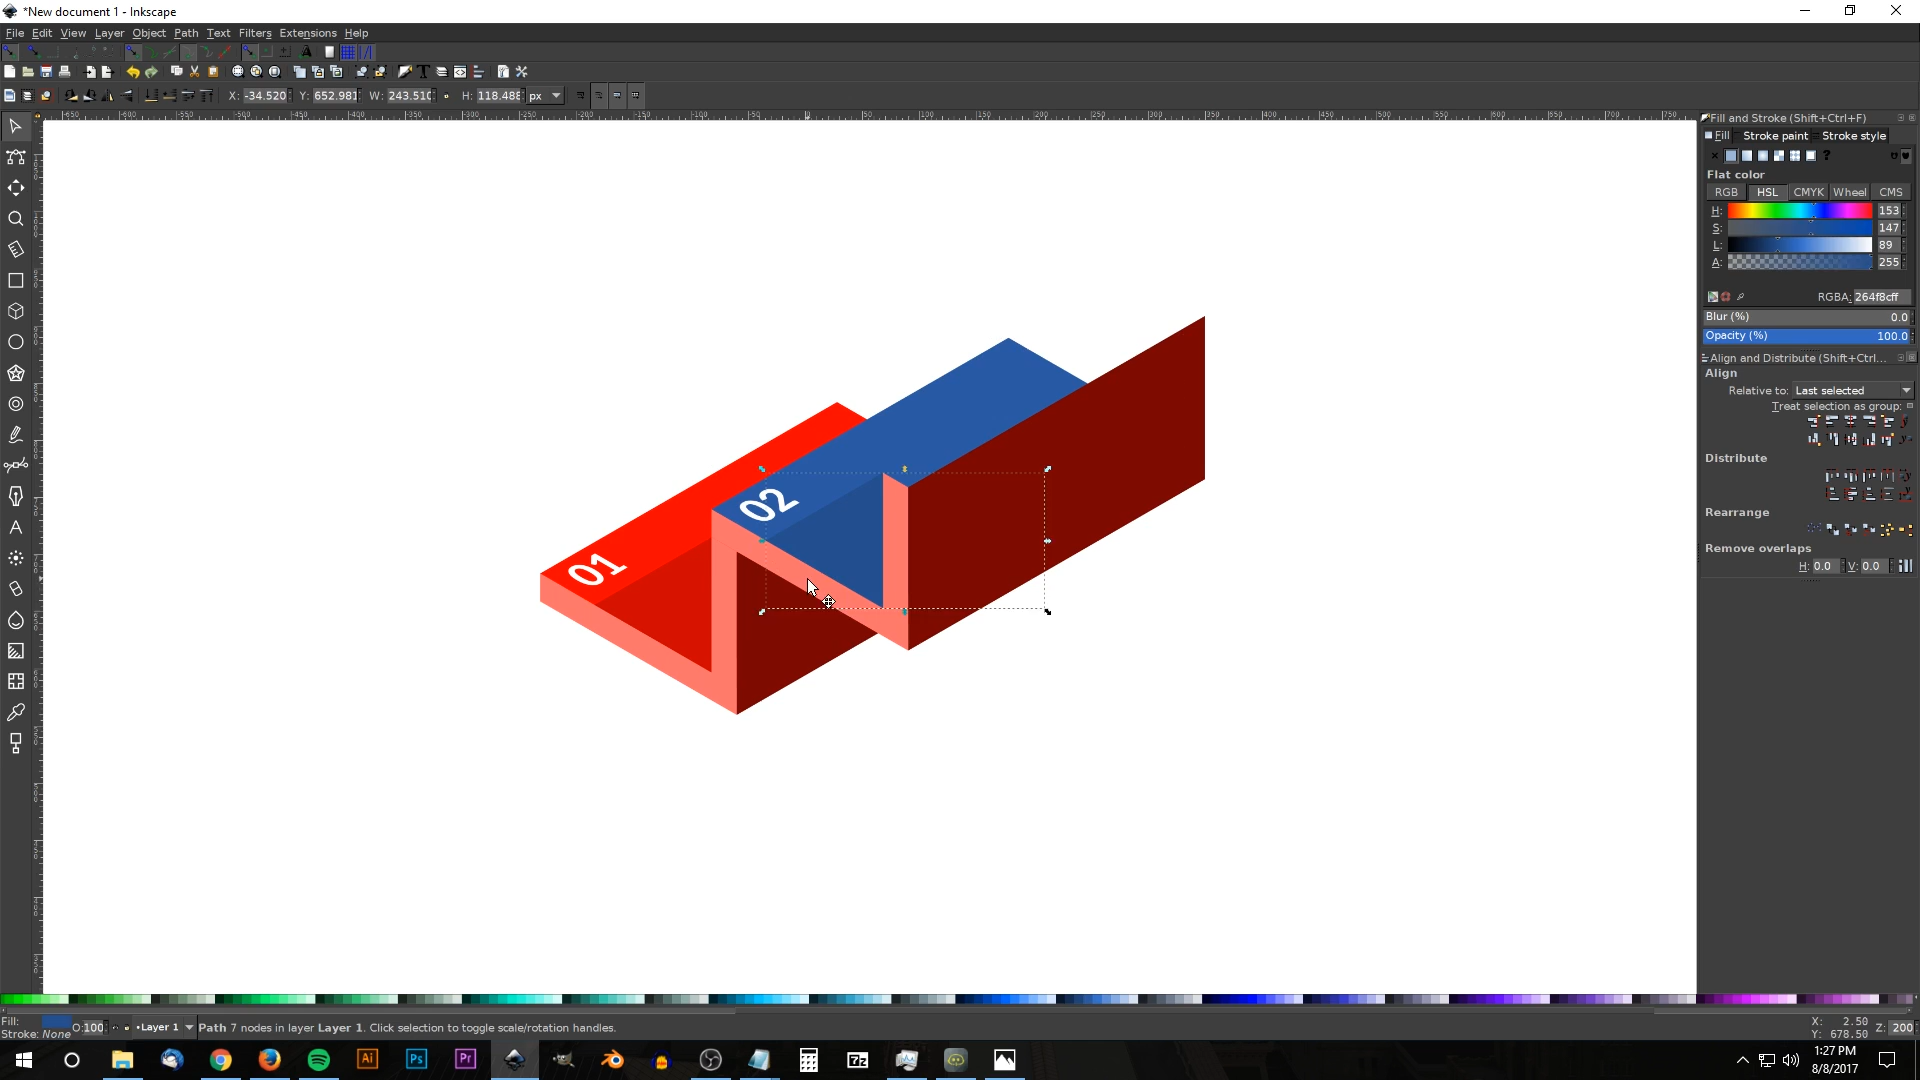 *New document 1 - Inkscape
File Edit View Layer Object Path Text Filters Extensions Help
X: -34.520 Y: 652.981 W: 243.510 H: 118.488 px
Fill and Stroke (Shift+Ctrl+F)
Fill Stroke paint Stroke style
?
Flat color
RGB HSL CMYK Wheel CMS
H: 153
S: 147
L: 89
A: 255
RGBA: 264f8cff
Blur (%) 0.0
Opacity (%) 100.0
Align and Distribute (Shift+Ctrl...
Align
Relative to: Last selected
Treat selection as group:
Distribute
Rearrange
Remove overlaps
H: 0.0 V: 0.0
02
01
Fill:
Stroke: None
O:100
•Layer 1
Path 7 nodes in layer Layer 1. Click selection to toggle scale/rotation handles.
X: 2.50
Y: 678.50
Z: 200
Ai
Ps
Pr
7z
1:27 PM
8/8/2017